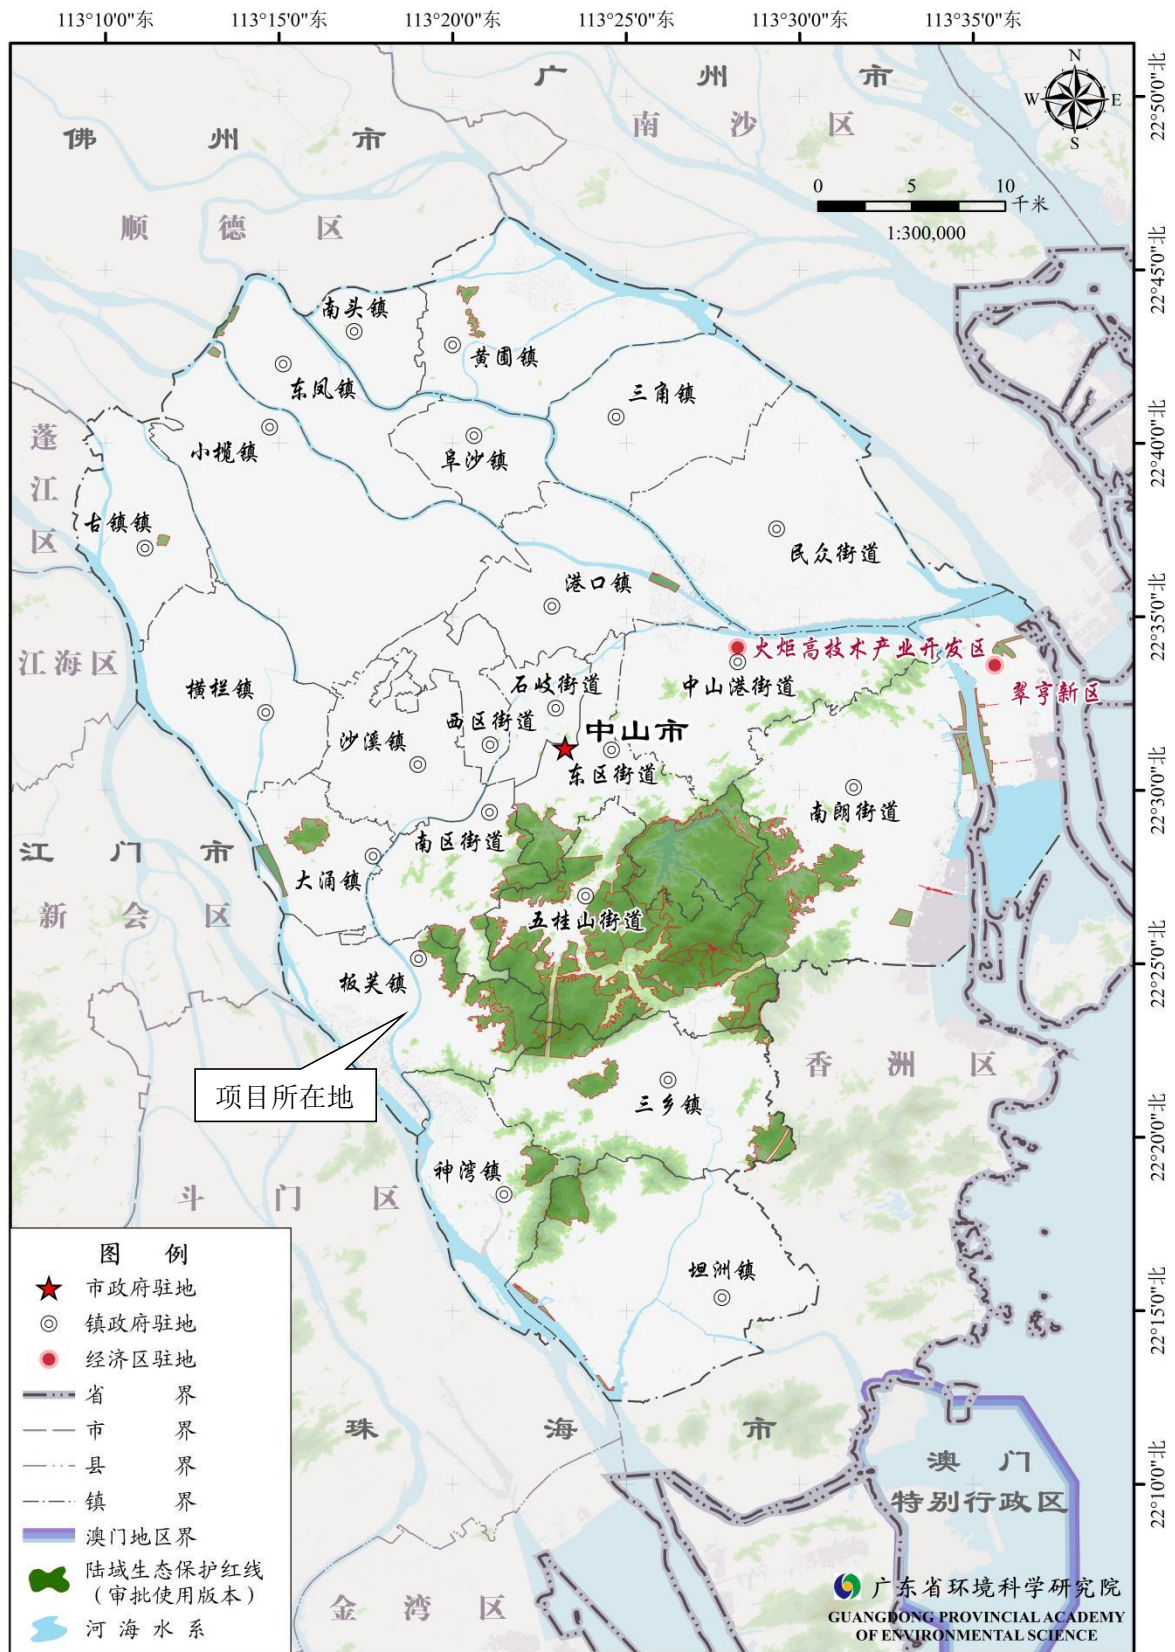 113°10'0"东
113°15'0"东
113°20'0"东
113°25'0"东
113°30'0"东
113°35'0"东
22°50'0"北
22°45'0"北
22°40'0"北
22°35'0"北
22°30'0"北
22°25'0"北
22°20'0"北
22°15'0"北
22°10'0"北
N
W
E
S
0 5 10
千米
1:300,000
广州市
南沙区
佛州市
顺德区
南头镇
黄圃镇
东凤镇
三角镇
小榄镇
阜沙镇
蓬江区
古镇镇
民众街道
港口镇
火炬高技术产业开发区
江海区
横栏镇
石岐街道
中山港街道
翠亨新区
西区街道
沙溪镇
中山市
东区街道
南朗街道
南区街道
江门市
大涌镇
新会区
五桂山街道
板芙镇
香洲区
项目所在地
三乡镇
神湾镇
斗门区
坦洲镇
珠海市
澳门
特别行政区
金湾区
图例
市政府驻地
镇政府驻地
经济区驻地
省界
市界
县界
镇界
澳门地区界
陆域生态保护红线
（审批使用版本）
河海水系
广东省环境科学研究院
GUANGDONG PROVINCIAL ACADEMY
OF ENVIRONMENTAL SCIENCE